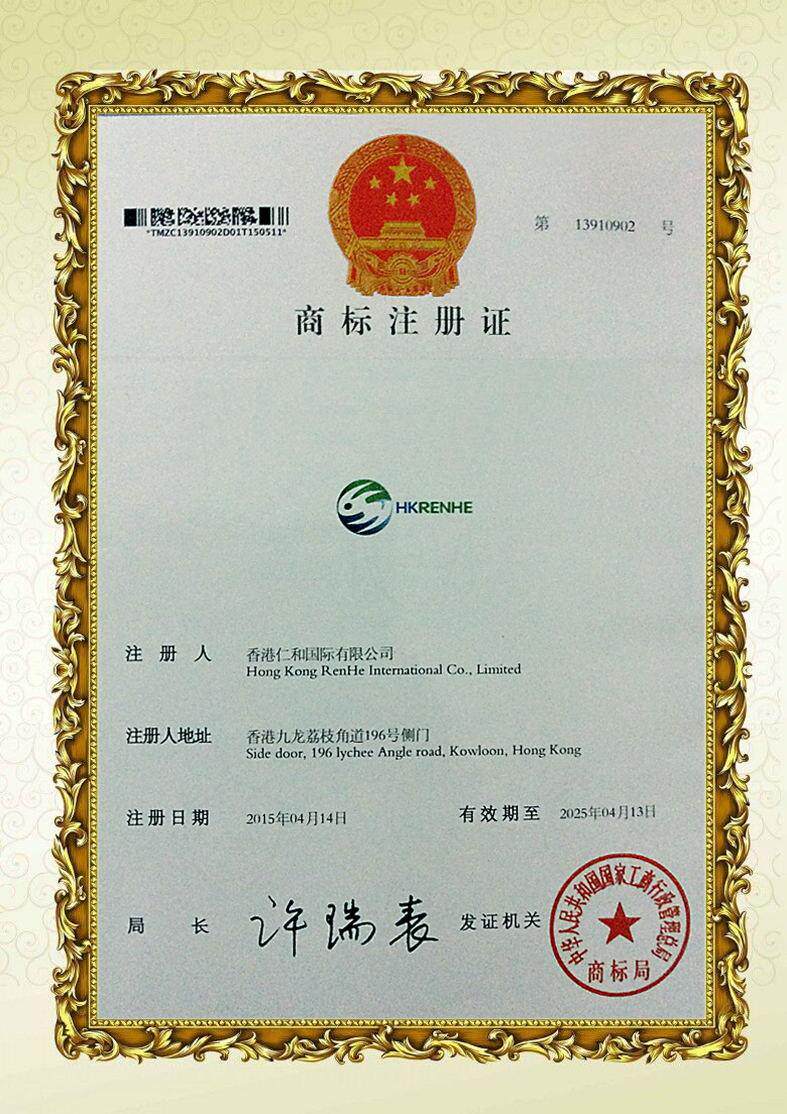 *TMZC13910902D01T150511*
第 13910902 号
商标注册证
HKRENHE
注册人 香港仁和国际有限公司
Hong Kong RenHe International Co., Limited
注册人地址 香港九龙荔枝角道196号侧门
Side door, 196 lychee Angle road, Kowloon, Hong Kong
注册日期 2015年04月14日 有效期至 2025年04月13日
局长 许瑞表 发证机关
中华人民共和国国家工商行政管理总局
商标局